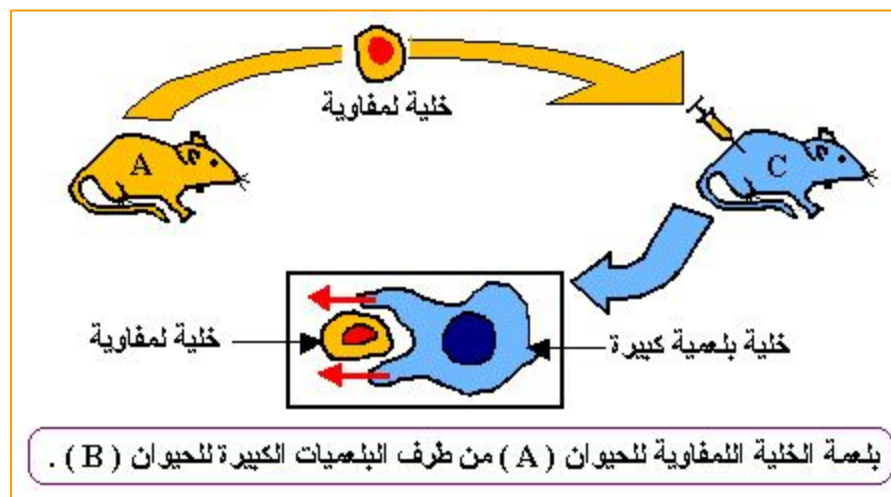 خلية لمفاوية
A
C
خلية لمفاوية
خلية بلعمية كبيرة
بلعمة الخلية اللمفاوية للحيوان ( A ) من طرف البلعميات الكبيرة للحيوان ( B ) .